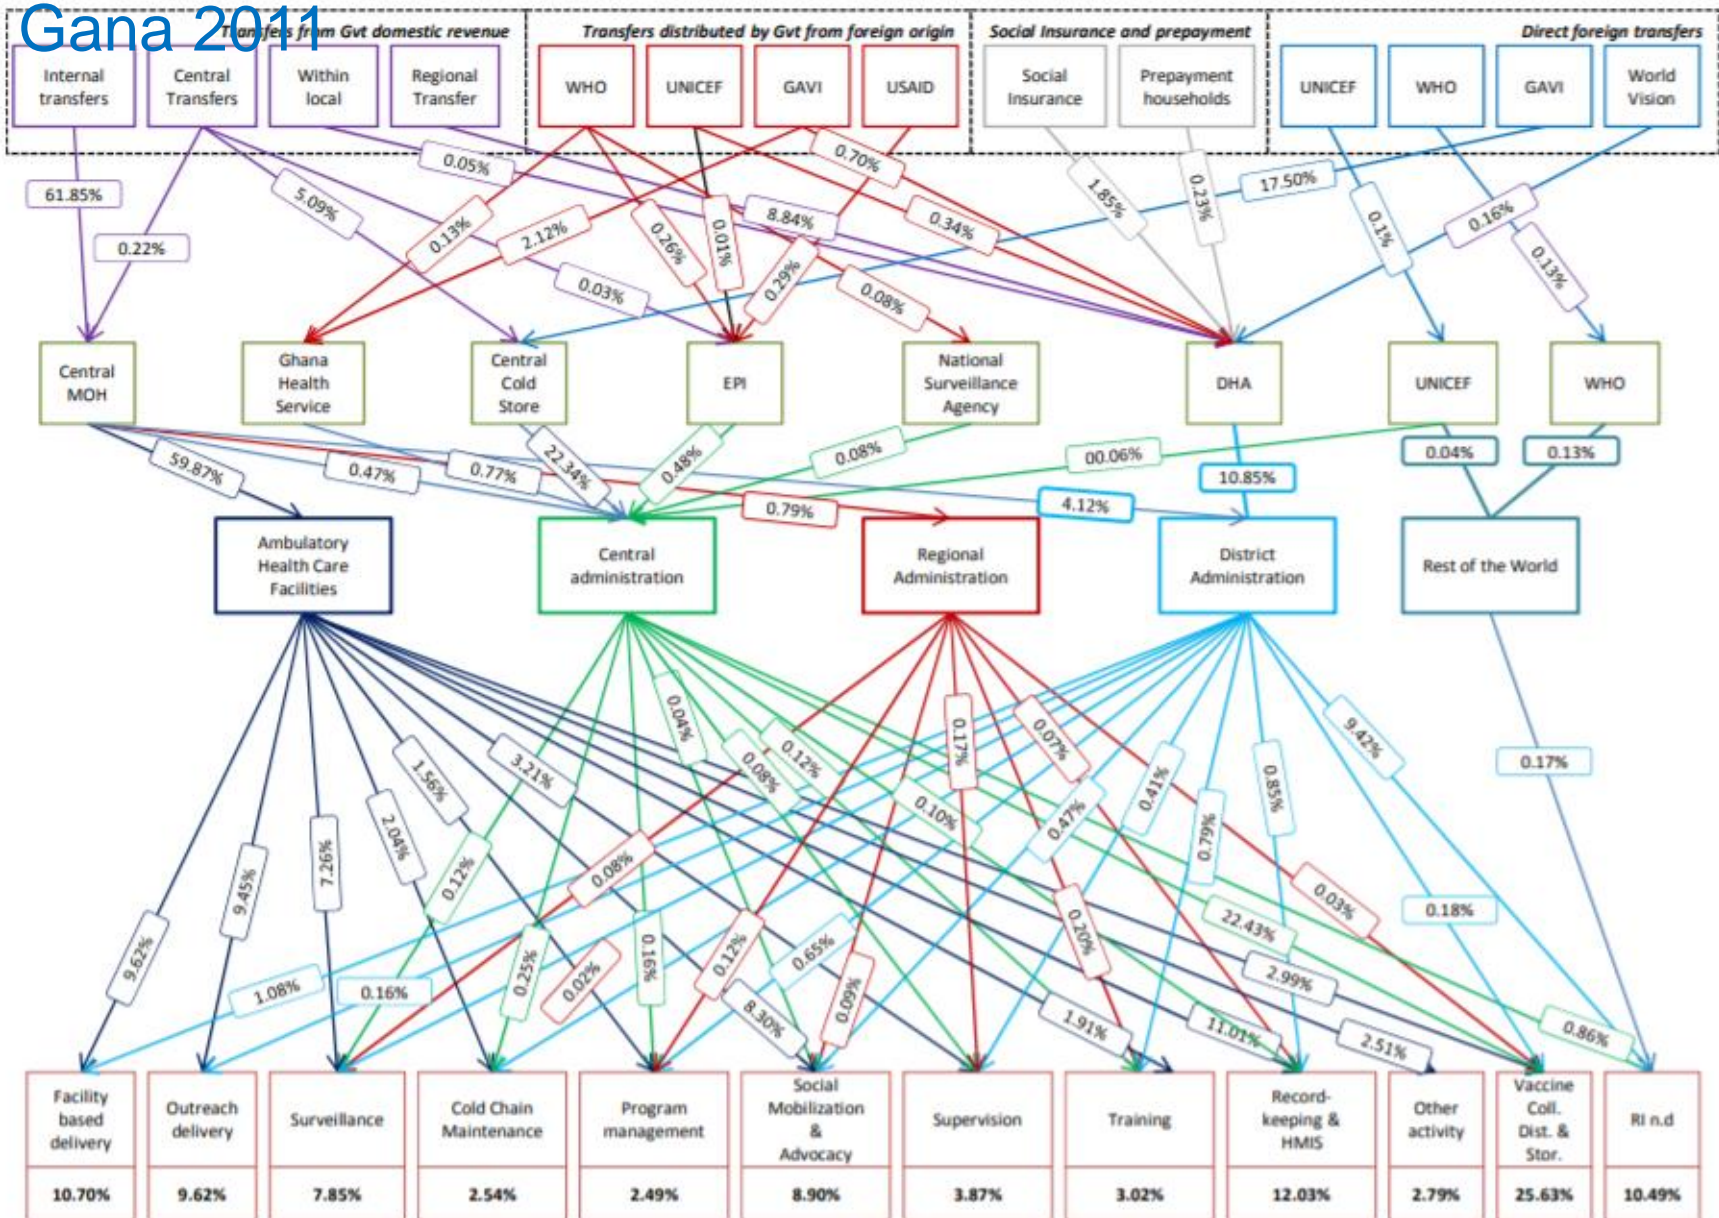 Gana 2011
Transfers from Gvt domestic revenue
Transfers distributed by Gvt from foreign origin
Social Insurance and prepayment
Direct foreign transfers
Internal
transfers
Central
Transfers
Within
local
Regional
Transfer
WHO
UNICEF
GAVI
USAID
Social
Insurance
Prepayment
households
UNICEF
WHO
GAVI
World
Vision
0.05%
0.70%
61.85%
5.09%
1.85%
0.23%
17.50%
0.22%
0.13%
2.12%
0.26%
0.01%
8.84%
0.34%
0.1%
0.16%
0.03%
0.29%
0.08%
0.13%
Central
MOH
Ghana
Health
Service
Central
Cold
Store
EPI
National
Surveillance
Agency
DHA
UNICEF
WHO
59.87%
0.47%
0.77%
22.34%
0.48%
0.08%
00.06%
0.04%
0.13%
10.85%
0.79%
4.12%
Ambulatory
Health Care
Facilities
Central
administration
Regional
Administration
District
Administration
Rest of the World
0.04%
0.17%
0.07%
9.42%
1.56%
3.21%
0.08%
0.12%
0.41%
0.85%
0.17%
2.04%
0.10%
0.47%
0.79%
7.26%
9.45%
0.12%
0.08%
0.20%
0.03%
0.18%
22.43%
9.62%
1.08%
0.16%
0.25%
0.02%
0.16%
0.12%
0.65%
0.09%
2.99%
8.30%
1.91%
11.01%
2.51%
0.86%
Facility
based
delivery
Outreach
delivery
Surveillance
Cold Chain
Maintenance
Program
management
Social
Mobilization
&
Advocacy
Supervision
Training
Record-
keeping &
HMIS
Other
activity
Vaccine
Coll.
Dist. &
Stor.
RI n.d
10.70%
9.62%
7.85%
2.54%
2.49%
8.90%
3.87%
3.02%
12.03%
2.79%
25.63%
10.49%